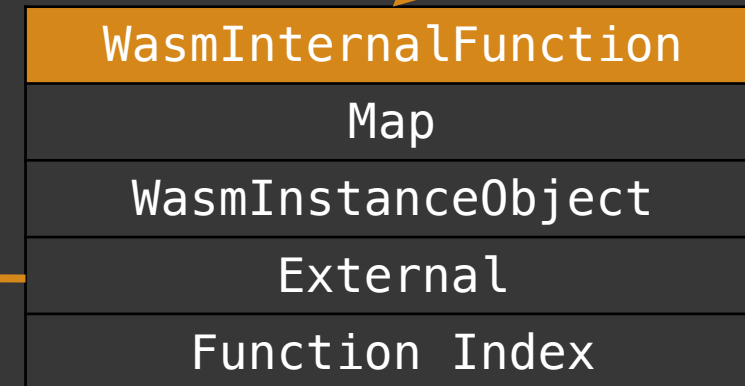 WasmInternalFunction
Map
WasmInstanceObject
External
Function Index